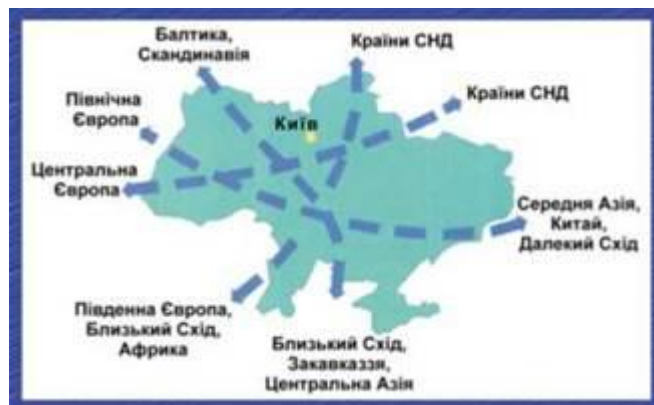 Балтика,
Скандинавія
Країни СНД
Північна
Європа
Країни СНД
Київ
Центральна
Європа
Середня Азія,
Китай,
Далекий Схід
Південна Європа,
Близький Схід,
Африка
Близький Схід,
Закавказзя,
Центральна Азія